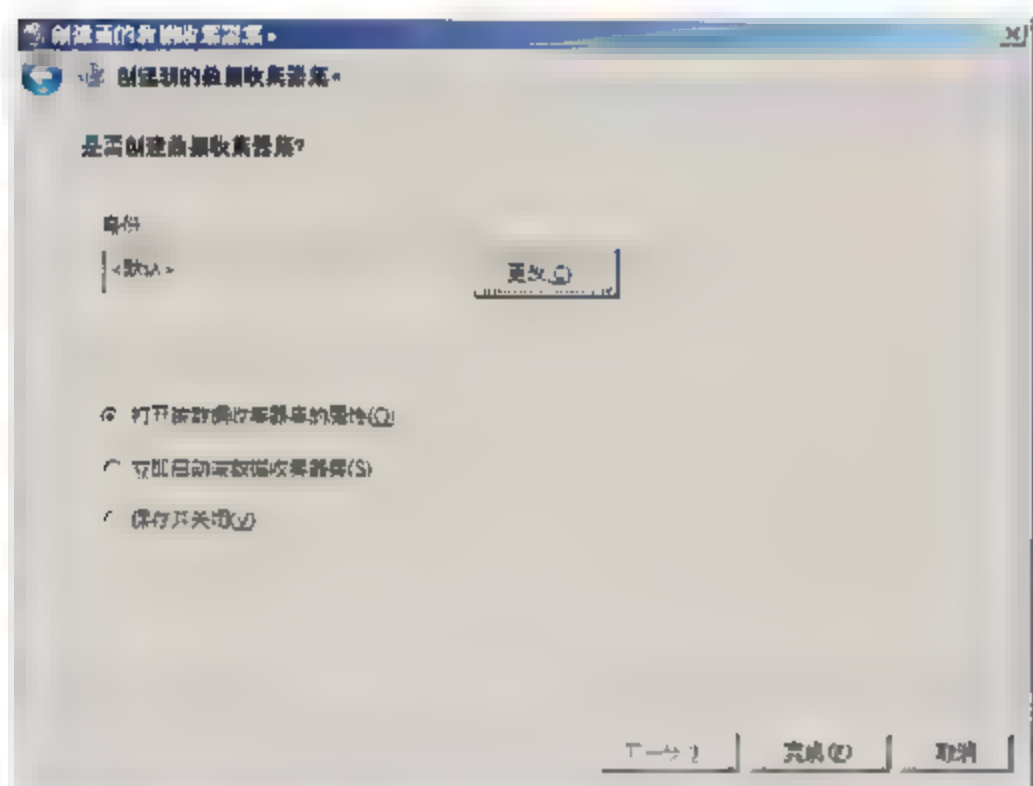 创建新的数据收集器集。
创建新的数据收集器集。
是否创建数据收集器集?
身份
<默认>
更改(C)
打开该数据收集器集的属性(O)
立即启动该数据收集器集(S)
保存并关闭(V)
下一步
完成(F)
取消